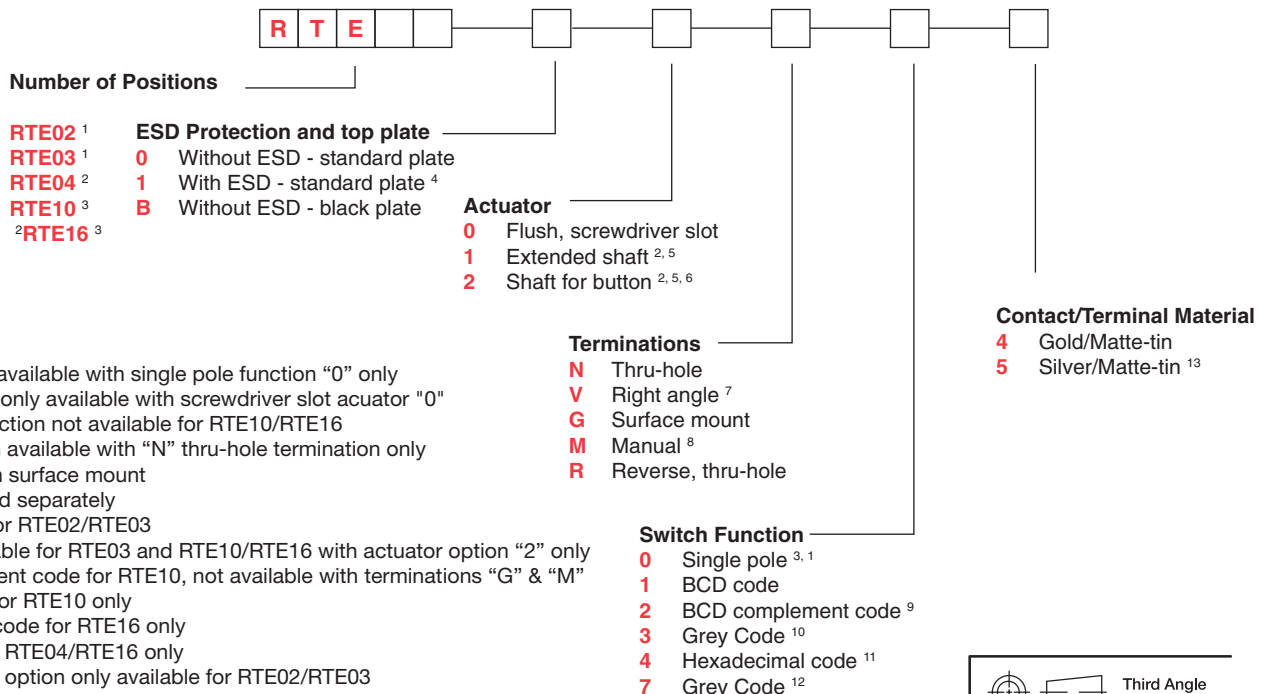 R T E
Number of Positions
RTE02 1
RTE03 1
RTE04 2
RTE10 3
2RTE16 3
ESD Protection and top plate
0 Without ESD - standard plate
1 With ESD - standard plate 4
B Without ESD - black plate
Actuator
0 Flush, screwdriver slot
1 Extended shaft 2, 5
2 Shaft for button 2, 5, 6
Terminations
N Thru-hole
V Right angle 7
G Surface mount
M Manual 8
R Reverse, thru-hole
Switch Function
0 Single pole 3, 1
1 BCD code
2 BCD complement code 9
3 Grey Code 10
4 Hexadecimal code 11
7 Grey Code 12
Contact/Terminal Material
4 Gold/Matte-tin
5 Silver/Matte-tin 13
available with single pole function “0” only
only available with screwdriver slot acuator "0"
ction not available for RTE10/RTE16
available with “N” thru-hole termination only
surface mount
d separately
or RTE02/RTE03
able for RTE03 and RTE10/RTE16 with actuator option “2” only
ent code for RTE10, not available with terminations “G” & “M”
or RTE10 only
code for RTE16 only
RTE04/RTE16 only
option only available for RTE02/RTE03
Third Angle